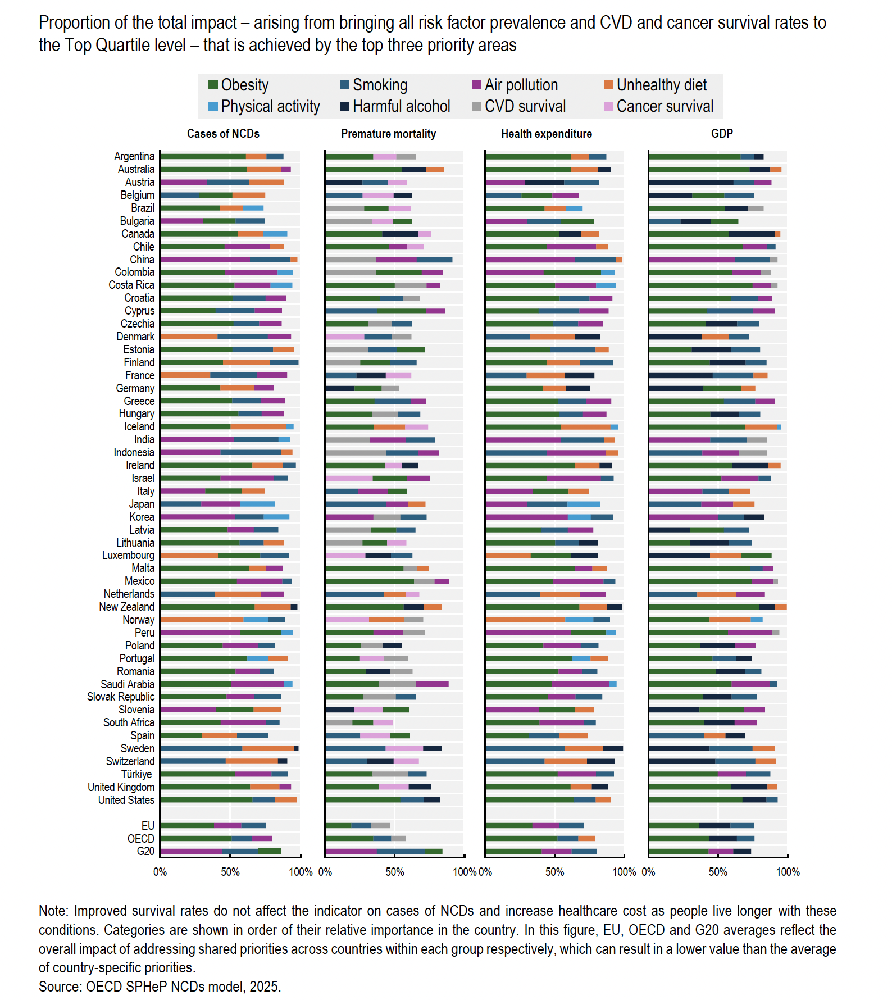 Proportion of the total impact – arising from bringing all risk factor prevalence and CVD and cancer survival rates to
the Top Quartile level – that is achieved by the top three priority areas
Obesity Smoking Air pollution Unhealthy diet
Physical activity Harmful alcohol CVD survival Cancer survival
Cases of NCDs Premature mortality Health expenditure GDP
Argentina
Australia
Austria
Belgium
Brazil
Bulgaria
Canada
Chile
China
Colombia
Costa Rica
Croatia
Cyprus
Czechia
Denmark
Estonia
Finland
France
Germany
Greece
Hungary
Iceland
India
Indonesia
Ireland
Israel
Italy
Japan
Korea
Latvia
Lithuania
Luxembourg
Malta
Mexico
Netherlands
New Zealand
Norway
Peru
Poland
Portugal
Romania
Saudi Arabia
Slovak Republic
Slovenia
South Africa
Spain
Sweden
Switzerland
Türkiye
United Kingdom
United States
EU
OECD
G20
0% 50% 100% 0% 50% 100% 0% 50% 100% 0% 50% 100%
Note: Improved survival rates do not affect the indicator on cases of NCDs and increase healthcare cost as people live longer with these
conditions. Categories are shown in order of their relative importance in the country. In this figure, EU, OECD and G20 averages reflect the
overall impact of addressing shared priorities across countries within each group respectively, which can result in a lower value than the average
of country-specific priorities.
Source: OECD SPHeP NCDs model, 2025.